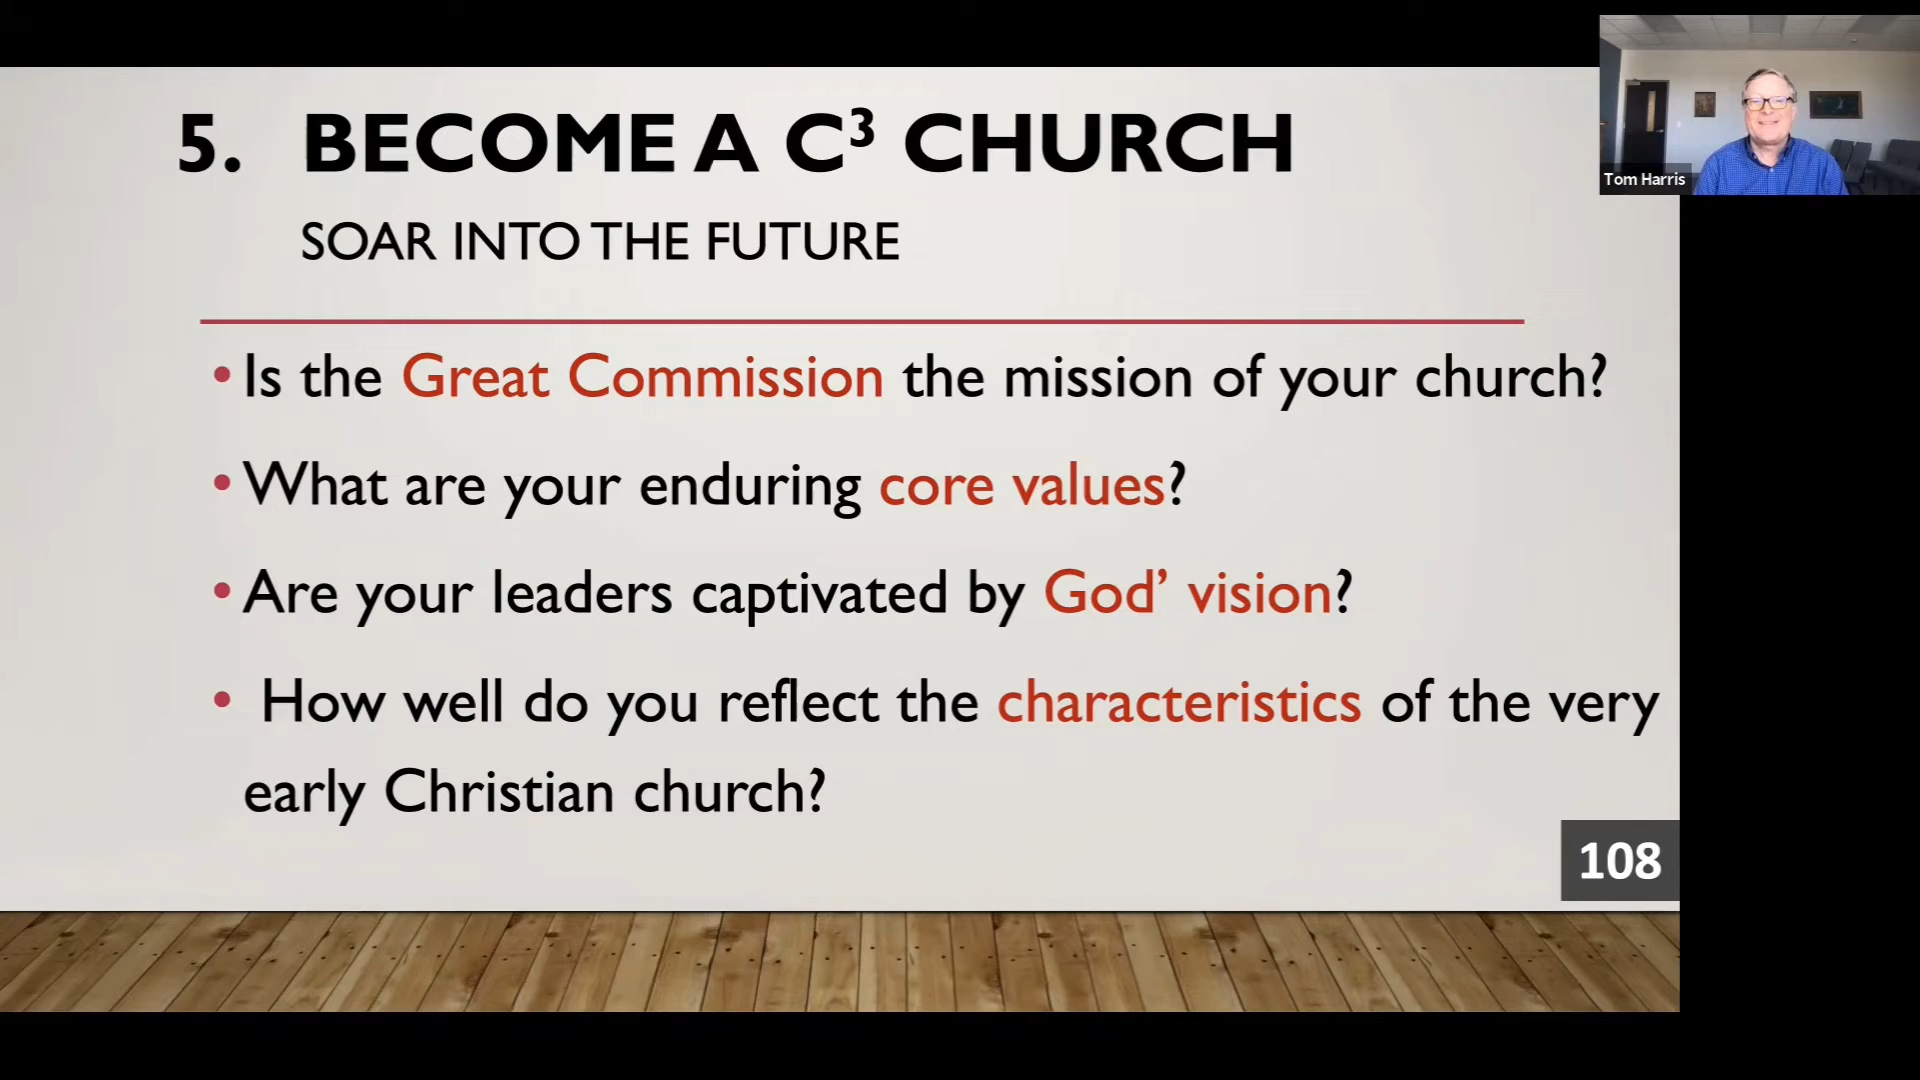 5. BECOME A C³ CHURCH
SOAR INTO THE FUTURE
• Is the Great Commission the mission of your church?
• What are your enduring core values?
• Are your leaders captivated by God’ vision?
• How well do you reflect the characteristics of the very
early Christian church?
108
Tom Harris